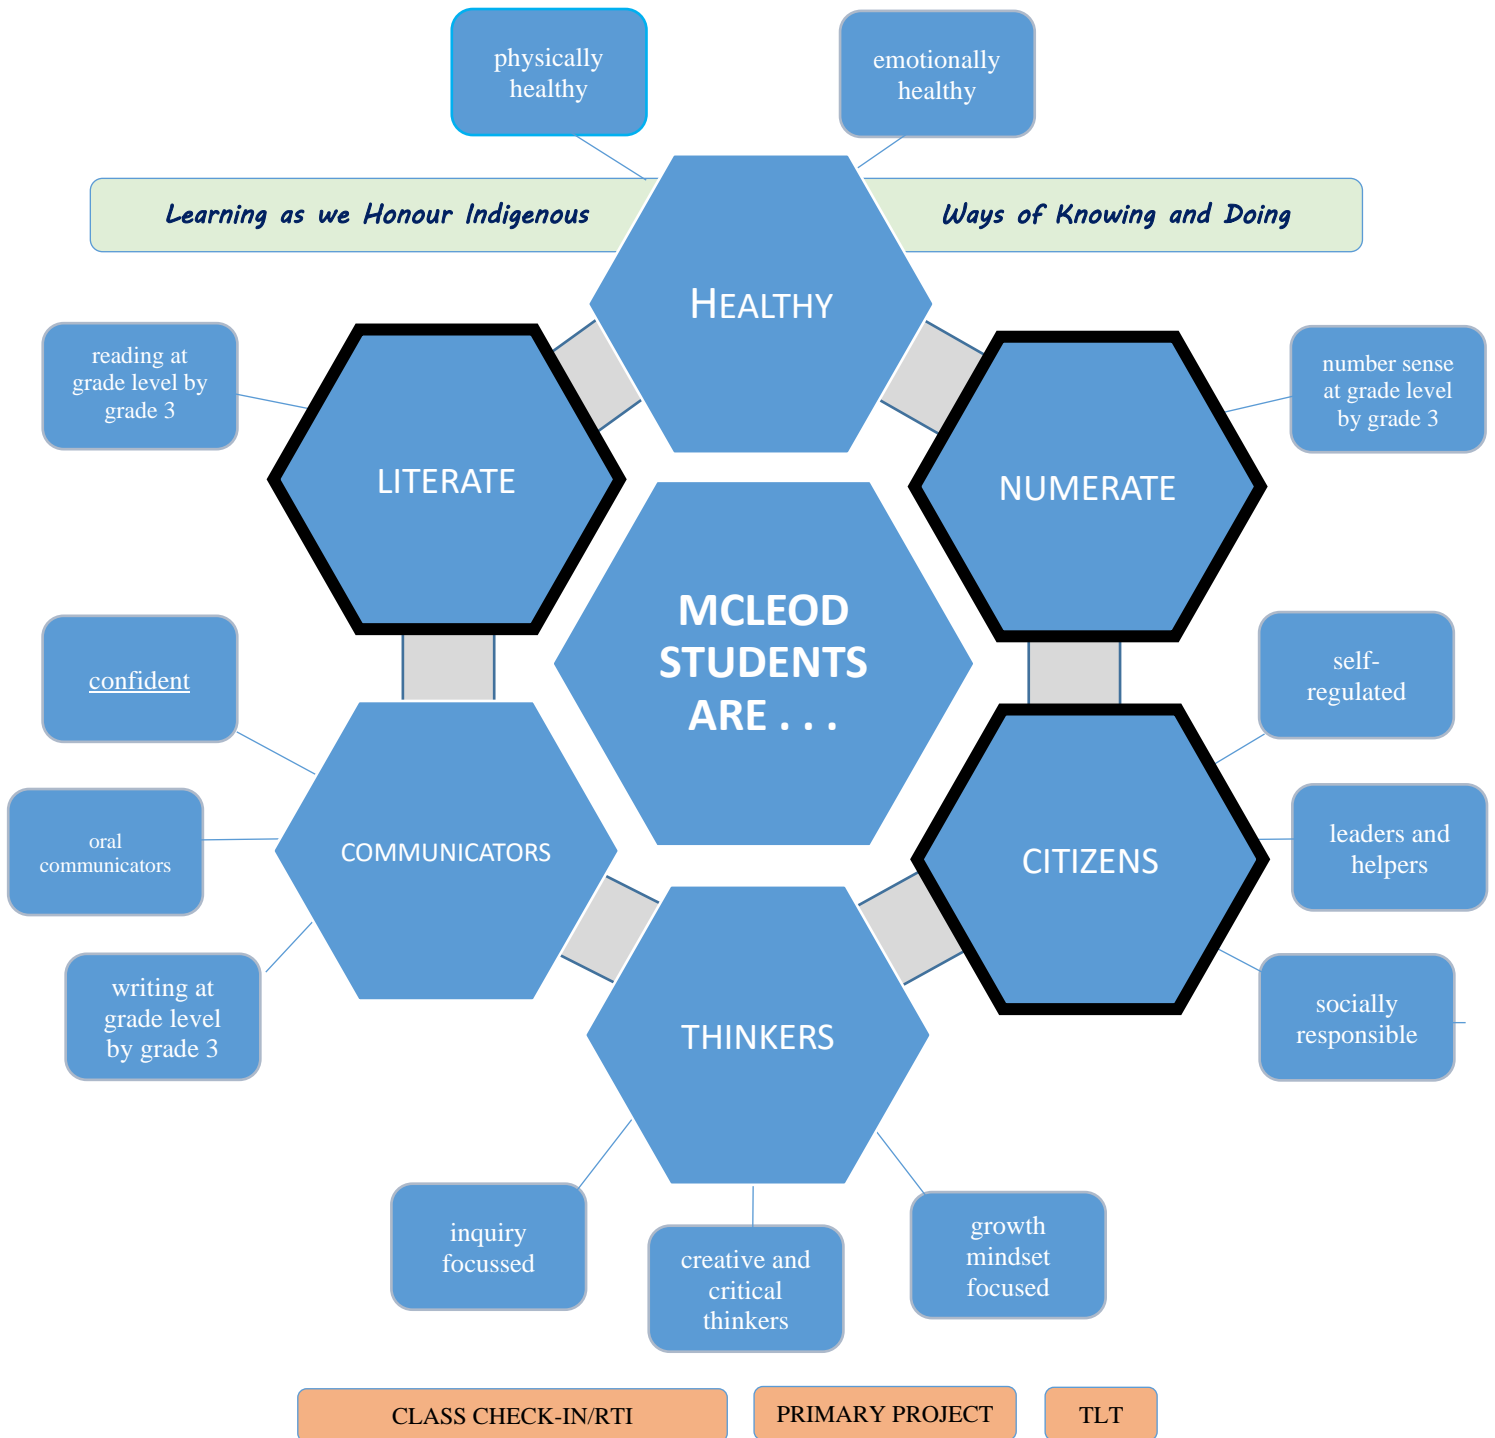 physically
healthy
emotionally
healthy
Learning as we Honour Indigenous
Ways of Knowing and Doing
HEALTHY
reading at
grade level by
grade 3
LITERATE
NUMERATE
number sense
at grade level
by grade 3
MCLEOD
STUDENTS
ARE . . .
confident
self-
regulated
oral
communicators
COMMUNICATORS
CITIZENS
leaders and
helpers
writing at
grade level
by grade 3
THINKERS
socially
responsible
inquiry
focussed
creative and
critical
thinkers
growth
mindset
focused
CLASS CHECK-IN/RTI
PRIMARY PROJECT
TLT